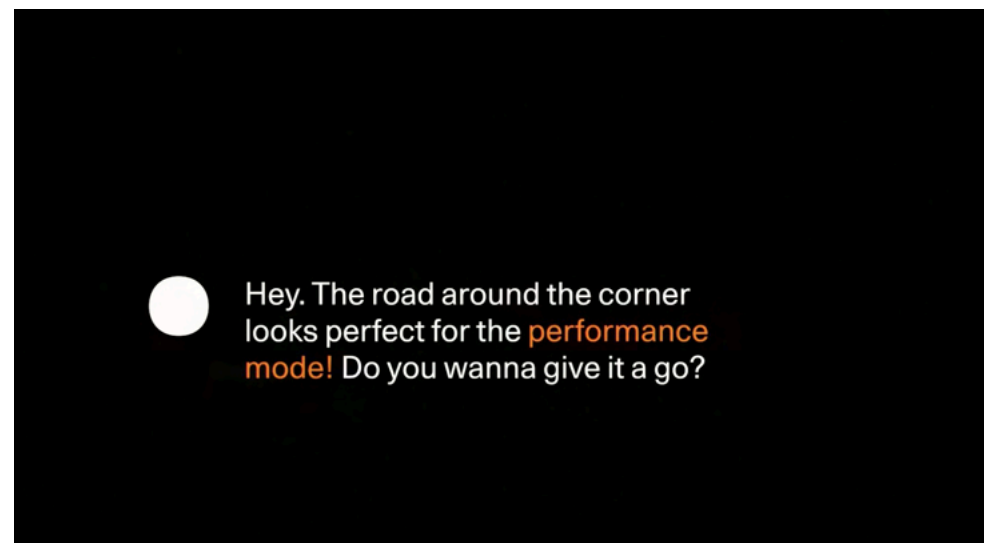 Hey. The road around the corner
looks perfect for the performance
mode! Do you wanna give it a go?